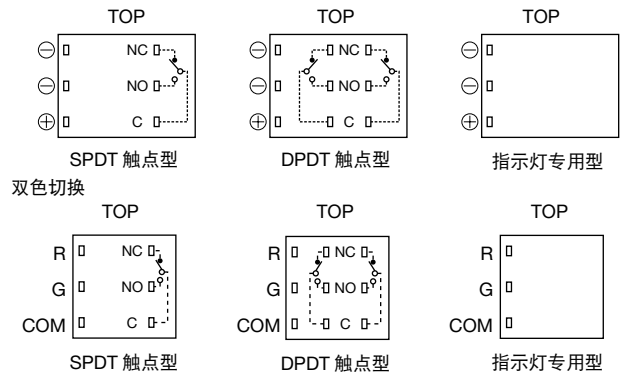 TOP TOP TOP
⊖ NC NC ⊖ ⊖
⊖ NO NO ⊖ ⊖
⊕ C C ⊕ ⊕
SPDT 触点型 DPDT 触点型 指示灯专用型
双色切换
TOP TOP TOP
R NC R NC R
G NO G NO G
COM C COM C COM
SPDT 触点型 DPDT 触点型 指示灯专用型